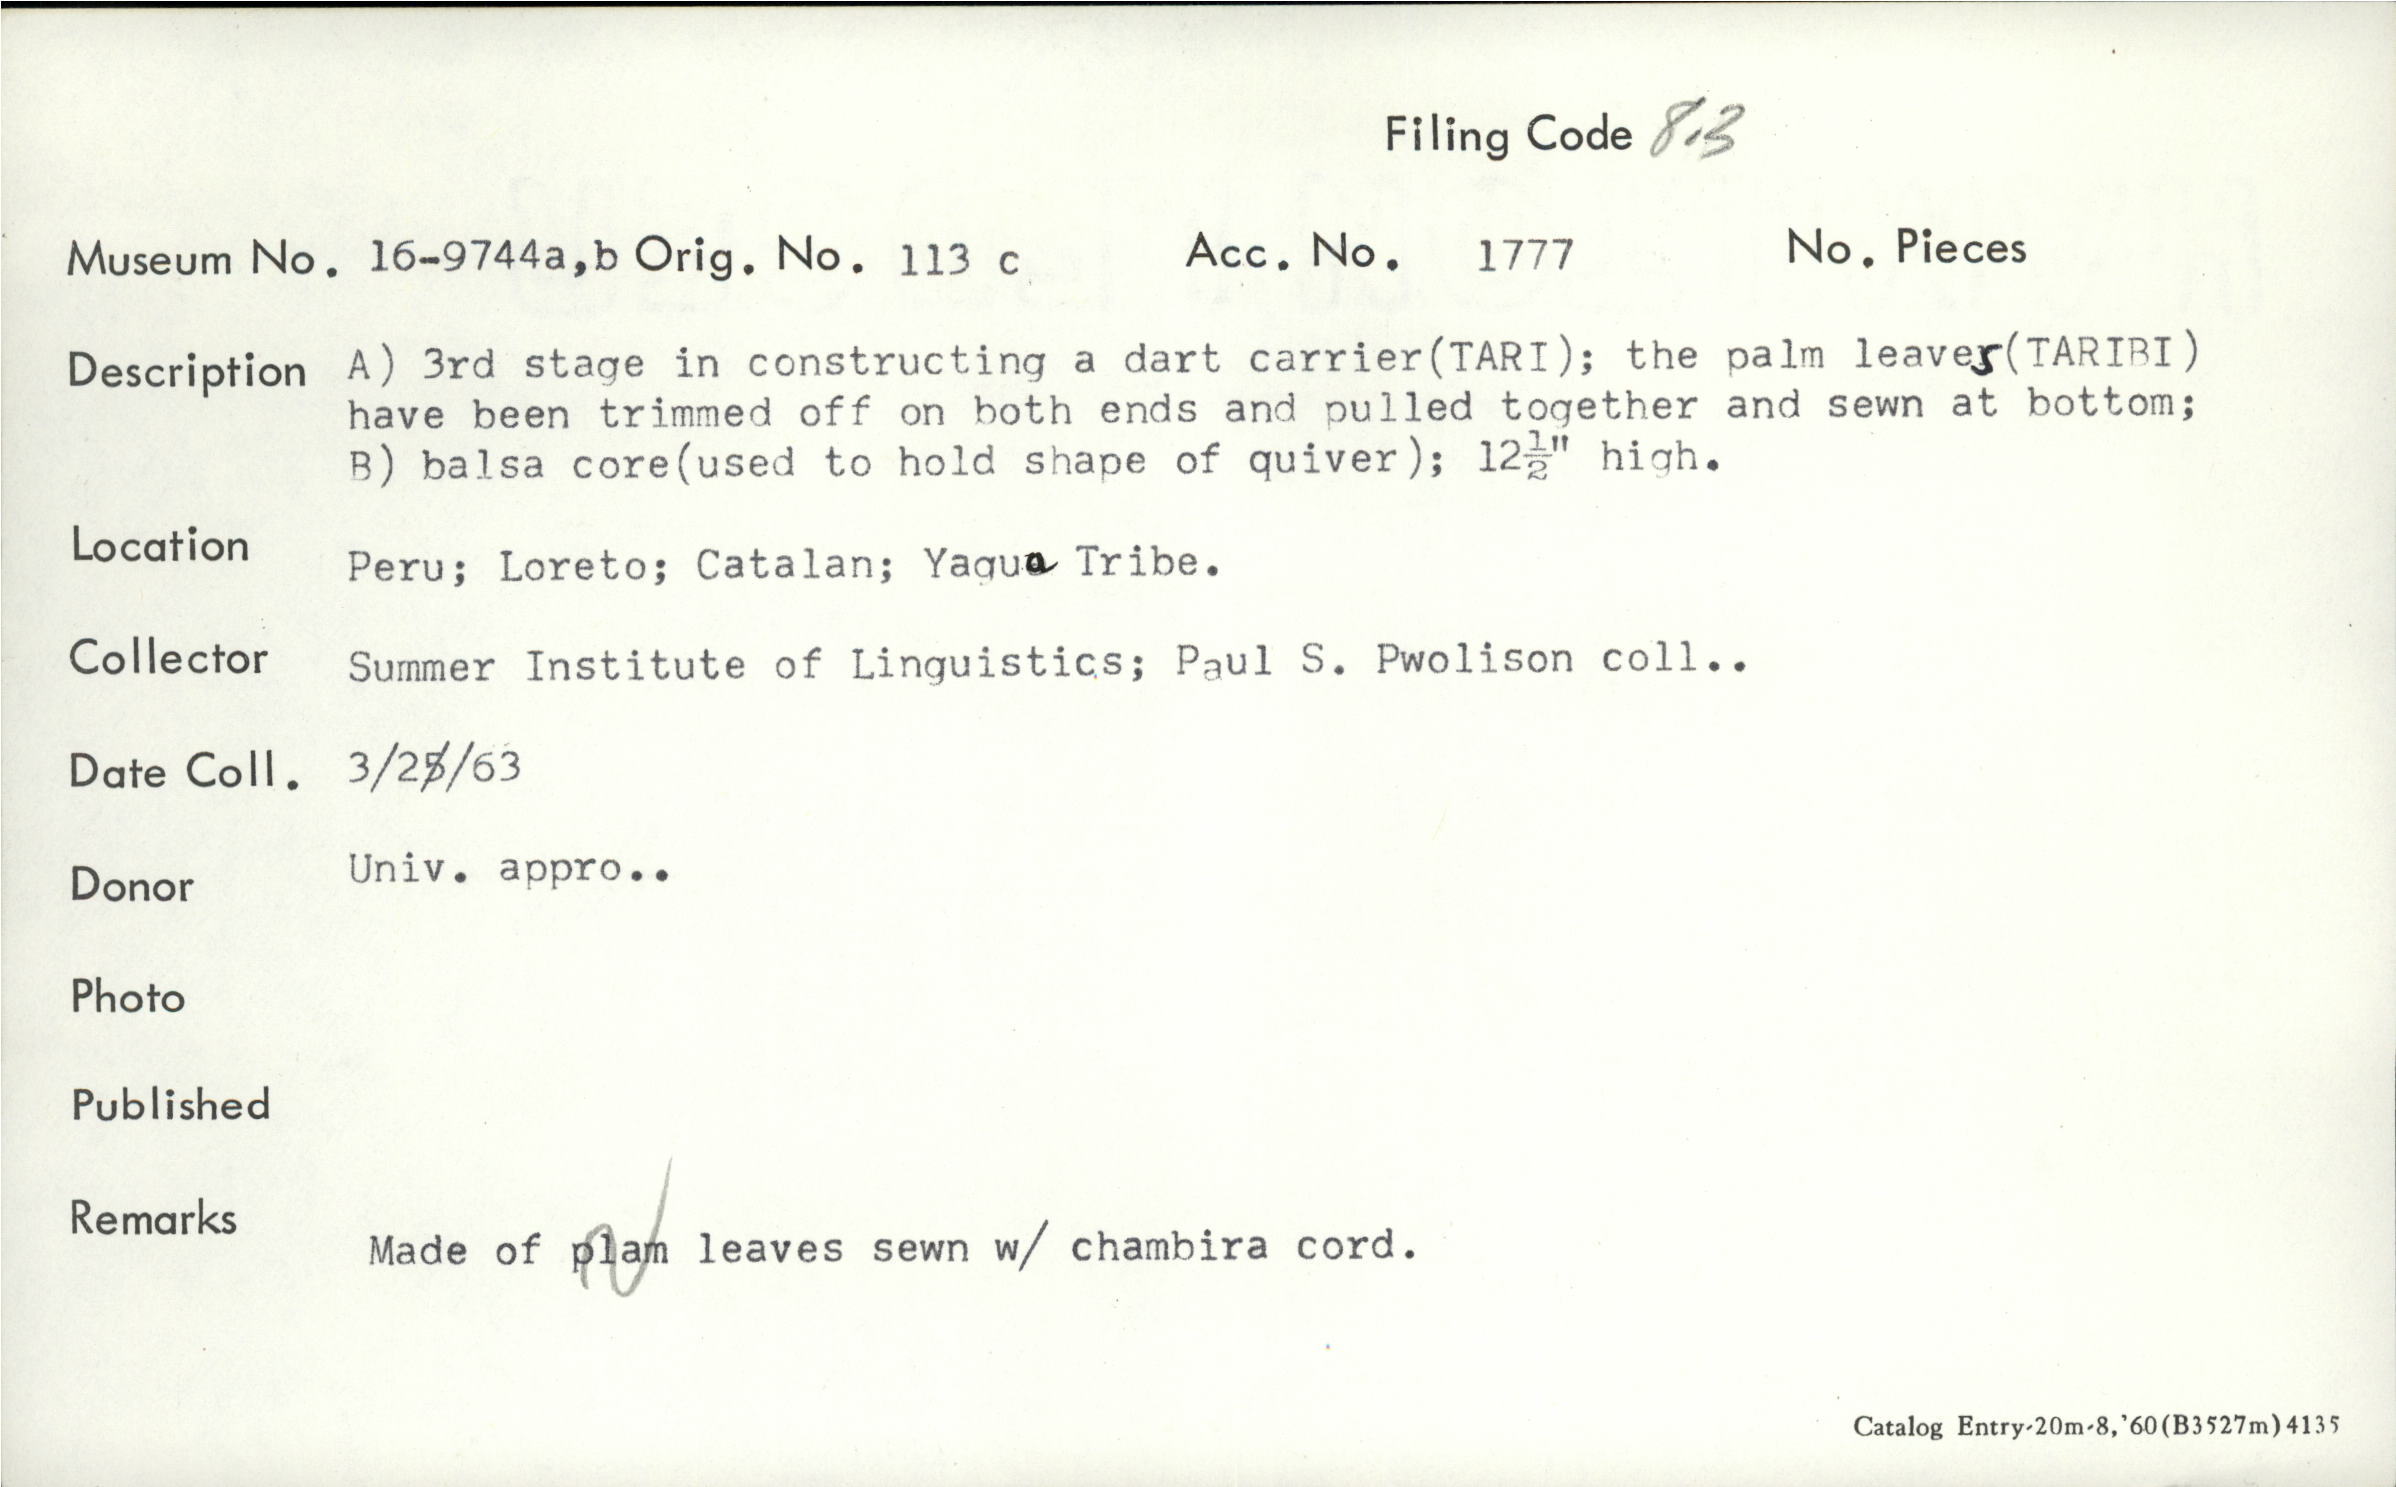 Filing Code 8.3
Museum No. 16-9744a,b Orig. No. 113 c Acc. No. 1777 No. Pieces
Description A) 3rd stage in constructing a dart carrier(TARI); the palm leaves(TARIBI)
have been trimmed off on both ends and pulled together and sewn at bottom;
B) balsa core(used to hold shape of quiver); 12½" high.
Location Peru; Loreto; Catalan; Yagua Tribe.
Collector Summer Institute of Linguistics; Paul S. Pwolison coll..
Date Coll. 3/25/63
Donor Univ. appro..
Photo
Published
Remarks
Made of plam leaves sewn w/ chambira cord.
Catalog Entry-20m-8,'60(B3527m)4135